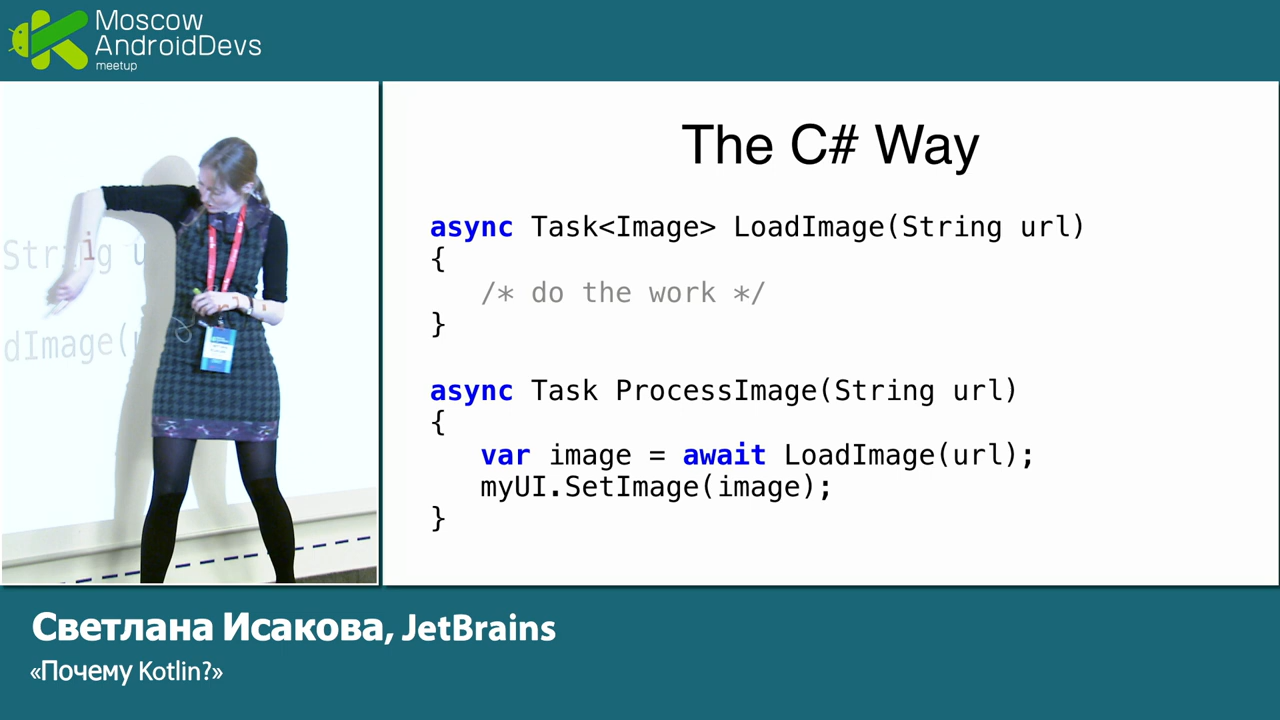 Moscow
AndroidDevs
meetup
The C# Way
async Task<Image> LoadImage(String url)
{
/* do the work */
}
async Task ProcessImage(String url)
{
var image = await LoadImage(url);
myUI.SetImage(image);
}
Светлана Исакова, JetBrains
«Почему Kotlin?»